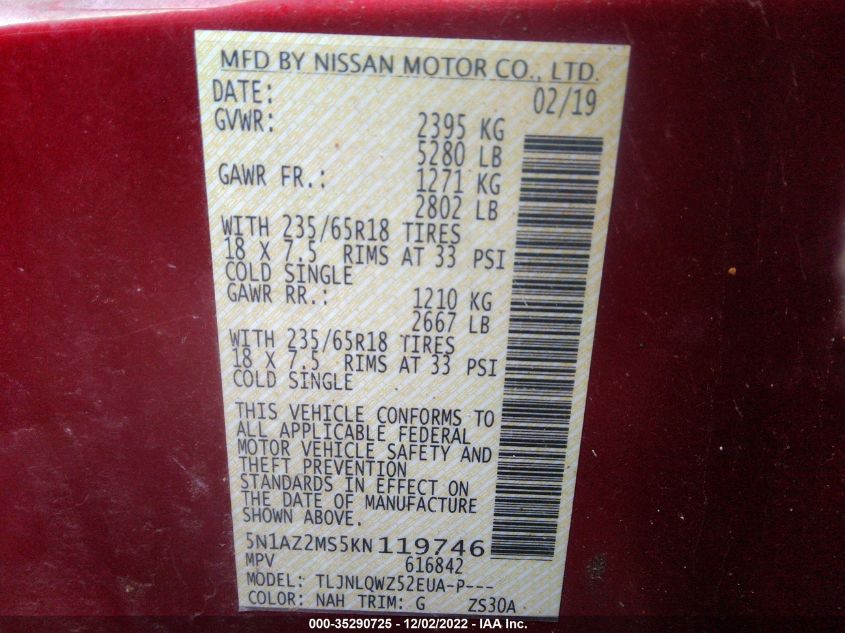 MFD BY NISSAN MOTOR CO., LTD.
DATE: 02/19
GVWR: 2395 KG
5280 LB
GAWR FR.: 1271 KG
2802 LB
WITH 235/65R18 TIRES
18 X 7.5 RIMS AT 33 PSI
COLD SINGLE
GAWR RR.: 1210 KG
2667 LB
WITH 235/65R18 TIRES
18 X 7.5 RIMS AT 33 PSI
COLD SINGLE
THIS VEHICLE CONFORMS TO
ALL APPLICABLE FEDERAL
MOTOR VEHICLE SAFETY AND
THEFT PREVENTION
STANDARDS IN EFFECT ON
THE DATE OF MANUFACTURE
SHOWN ABOVE.
5N1AZ2MS5KN119746
MPV 616842
MODEL: TLJNLQWZ52EUA-P---
COLOR: NAH TRIM: G ZS30A
000-35290725 - 12/02/2022 - IAA Inc.